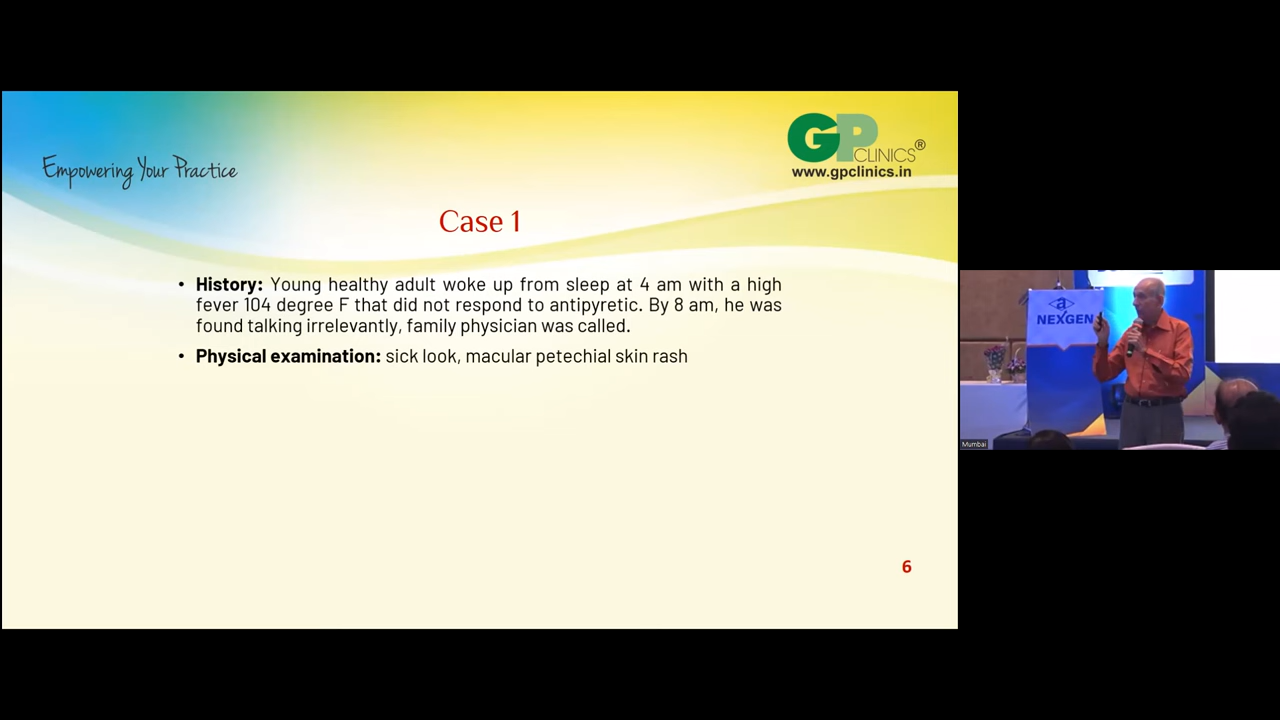 Empowering Your Practice
GP
CLINICS®
www.gpclinics.in
Case 1
• History: Young healthy adult woke up from sleep at 4 am with a high
fever 104 degree F that did not respond to antipyretic. By 8 am, he was
found talking irrelevantly, family physician was called.
• Physical examination: sick look, macular petechial skin rash
6
a
NEXGEN
Mumbai